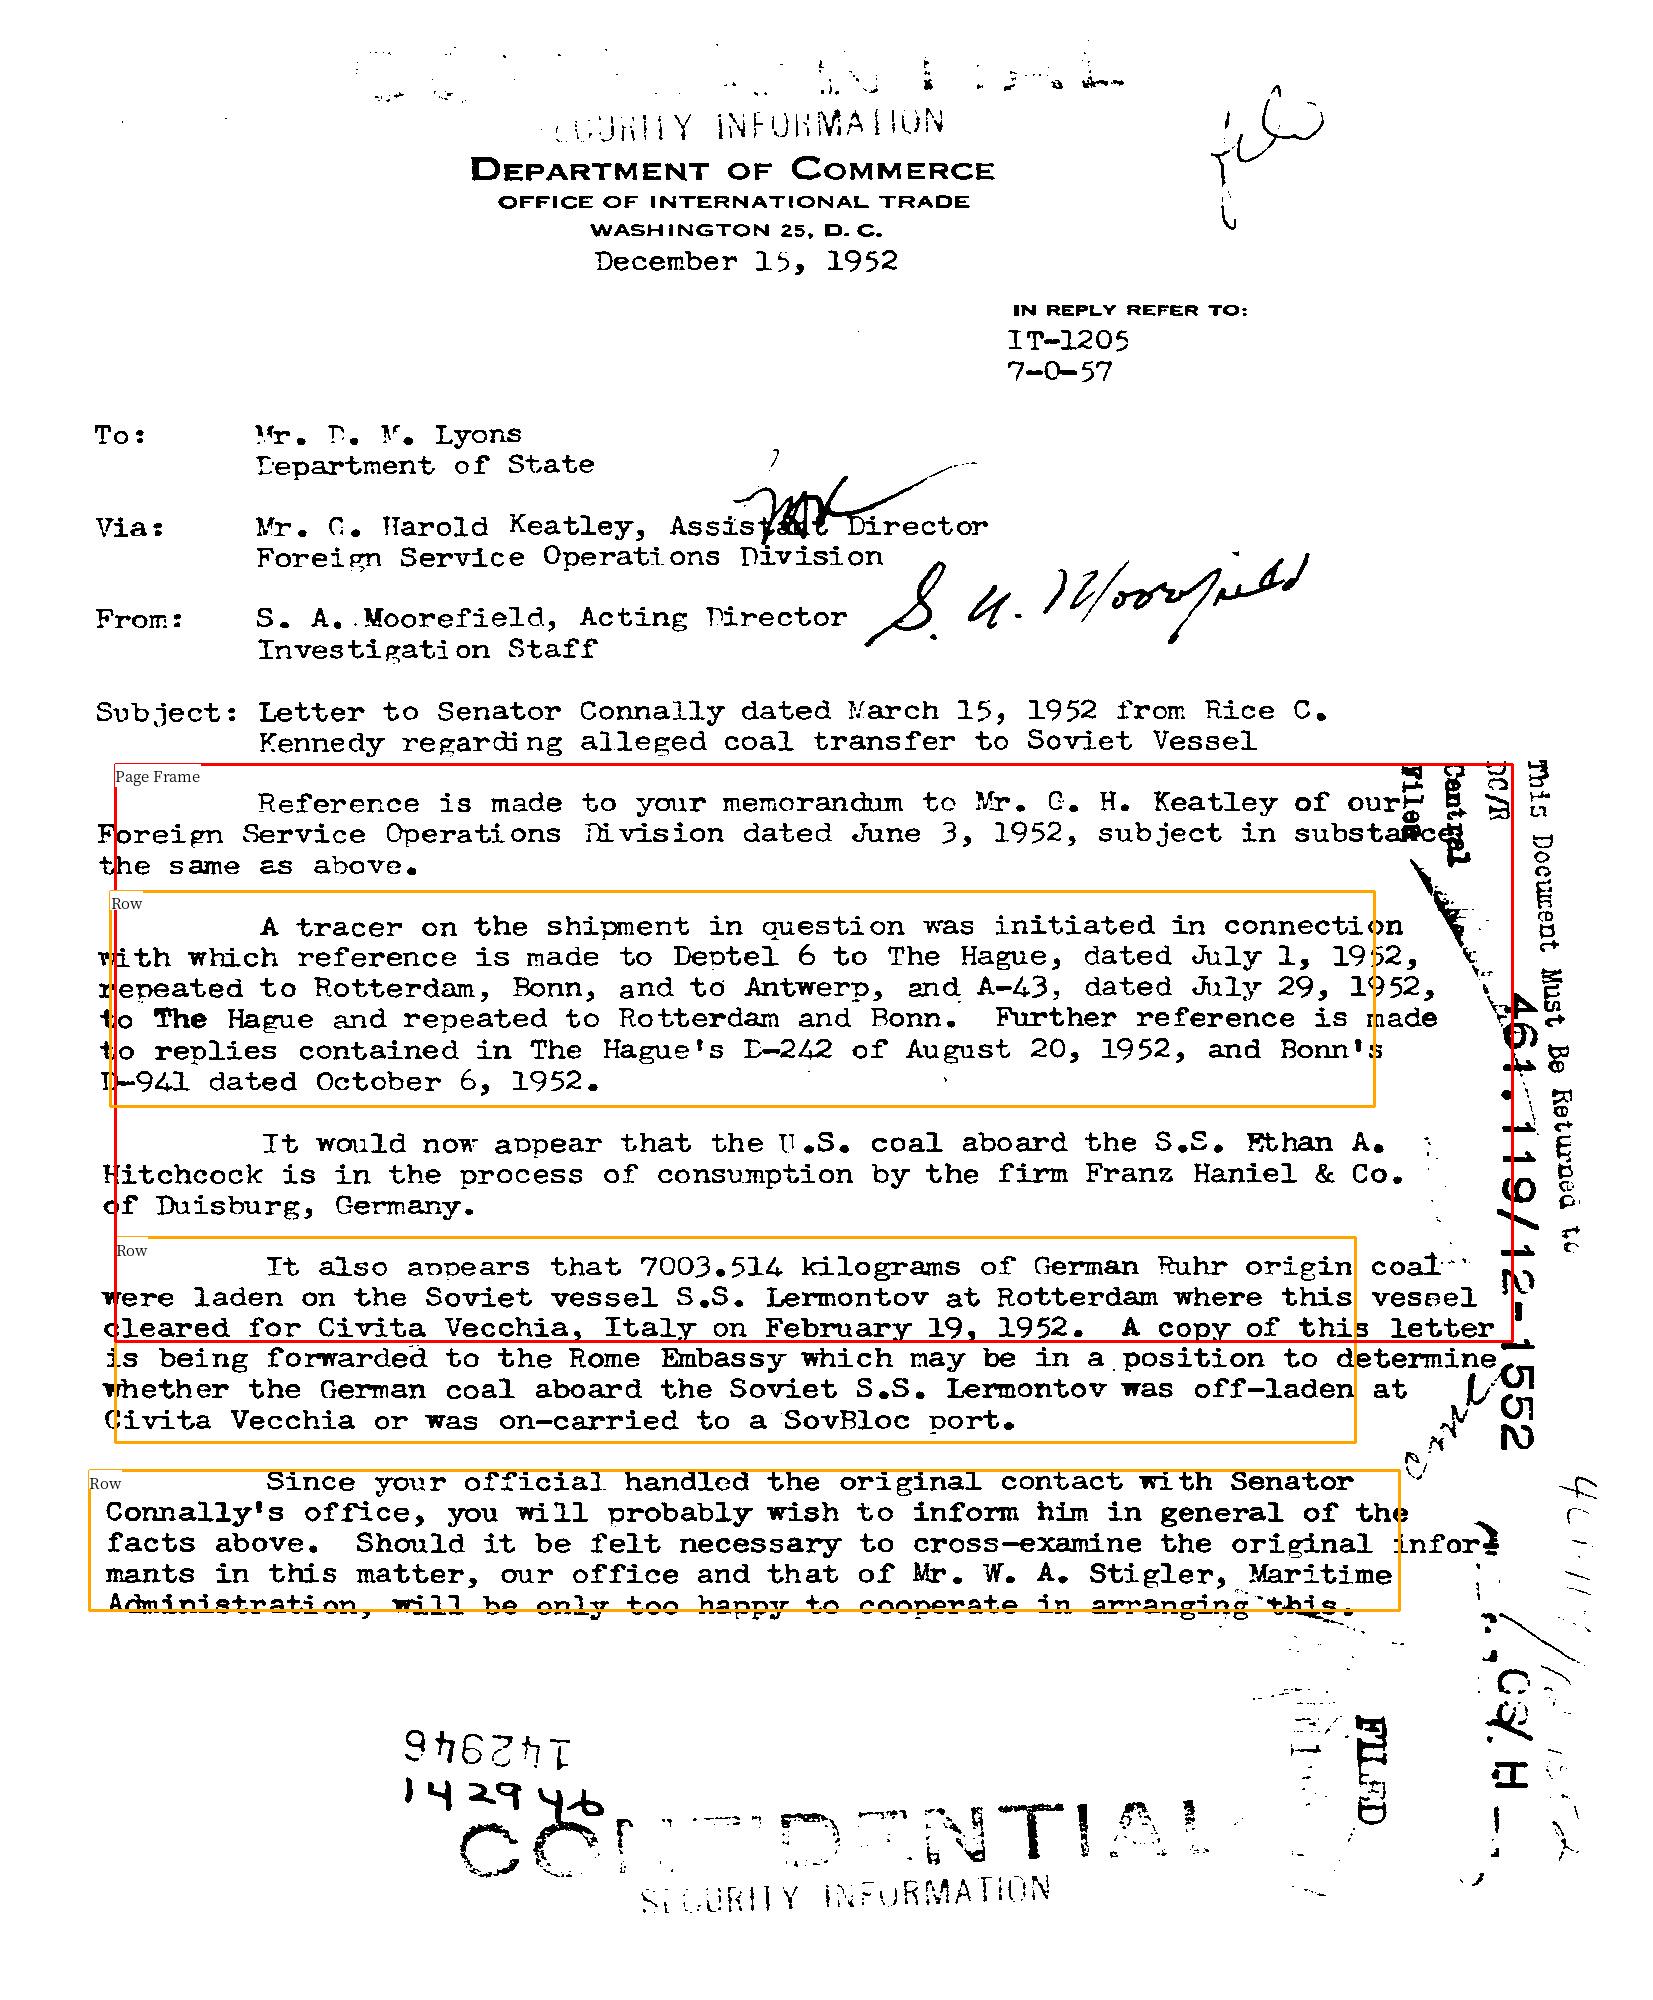 SECURITY INFORMATION
DEPARTMENT OF COMMERCE
OFFICE OF INTERNATIONAL TRADE
WASHINGTON 25, D. C.
December 15, 1952
IN REPLY REFER TO:
IT-1205
7-0-57
To: Mr. D. M. Lyons
Department of State
Via: Mr. G. Harold Keatley, Assistant Director
Foreign Service Operations Division
From: S. A. Moorefield, Acting Director
Investigation Staff
S. A. Moorefield
Subject: Letter to Senator Connally dated March 15, 1952 from Rice C.
Kennedy regarding alleged coal transfer to Soviet Vessel
Page Frame
Reference is made to your memorandum to Mr. G. H. Keatley of our
Foreign Service Operations Division dated June 3, 1952, subject in substance
the same as above.
Row
A tracer on the shipment in question was initiated in connection
with which reference is made to Deptel 6 to The Hague, dated July 1, 1952,
repeated to Rotterdam, Bonn, and to Antwerp, and A-43, dated July 29, 1952,
to The Hague and repeated to Rotterdam and Bonn. Further reference is made
to replies contained in The Hague's D-242 of August 20, 1952, and Bonn's
D-941 dated October 6, 1952.
It would now appear that the U.S. coal aboard the S.S. Ethan A.
Hitchcock is in the process of consumption by the firm Franz Haniel & Co.
of Duisburg, Germany.
Row
It also appears that 7003.514 kilograms of German Ruhr origin coal
were laden on the Soviet vessel S.S. Lermontov at Rotterdam where this vessel
cleared for Civita Vecchia, Italy on February 19, 1952. A copy of this letter
is being forwarded to the Rome Embassy which may be in a position to determine
whether the German coal aboard the Soviet S.S. Lermontov was off-laden at
Civita Vecchia or was on-carried to a SovBloc port.
Row
Since your official handled the original contact with Senator
Connally's office, you will probably wish to inform him in general of the
facts above. Should it be felt necessary to cross-examine the original infor-
mants in this matter, our office and that of Mr. W. A. Stigler, Maritime
Administration, will be only too happy to cooperate in arranging this.
This Document Must Be Returned to
DC/R
Central
Files
461.119/12-1552
CS/H
FILED
142946
142946
CONFIDENTIAL
SECURITY INFORMATION